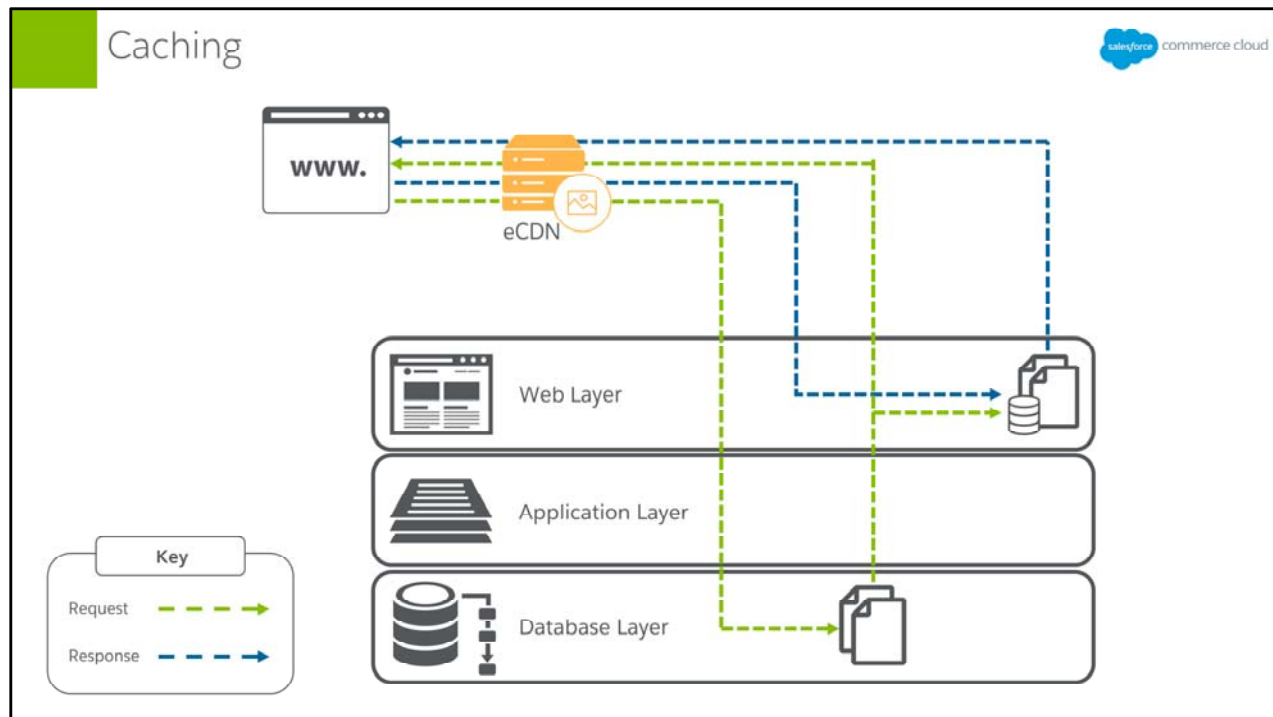 Caching
salesforce commerce cloud
www.
eCDN
Web Layer
Application Layer
Database Layer
Key
Request
Response